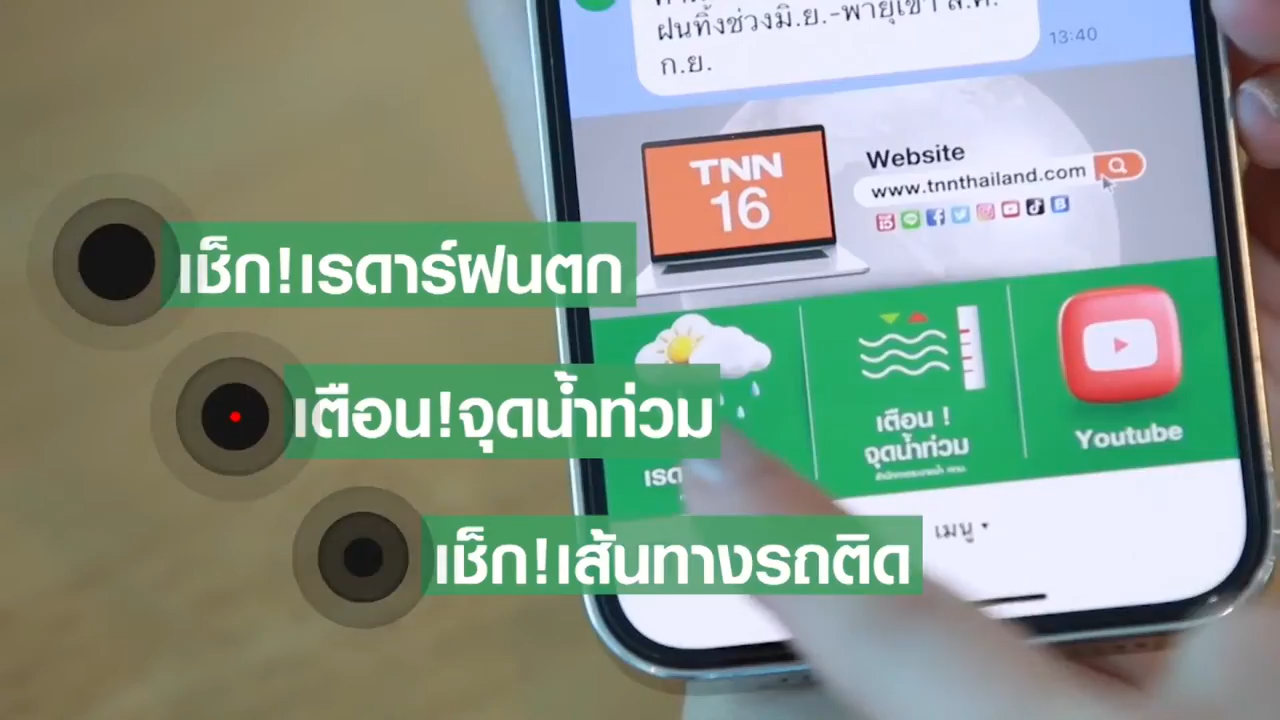 ฝนทิ้งช่วงมิ.ย.-พายุเข้า ส.ค.
ก.ย.
13:40
TNN
16
Website
www.tnnthailand.com
เช็ก!เรดาร์ฝนตก
เตือน!จุดน้ำท่วม
เช็ก!เส้นทางรถติด
เตือน !
จุดน้ำท่วม
Youtube
เมนู